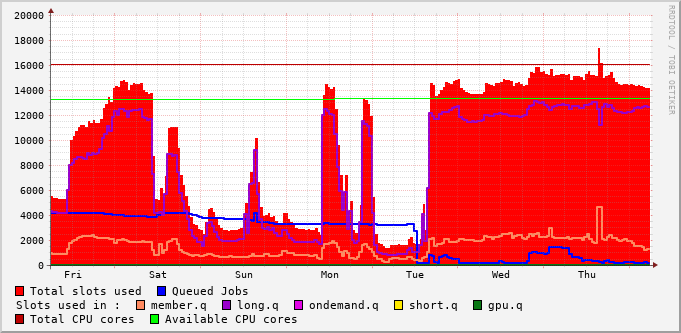 20000
18000
16000
14000
12000
10000
8000
6000
4000
2000
0
Fri Sat Sun Mon Tue Wed Thu
RRDTOOL / TOBI OETIKER
Total slots used Queued Jobs
Slots used in : member.q long.q ondemand.q short.q gpu.q
Total CPU cores Available CPU cores